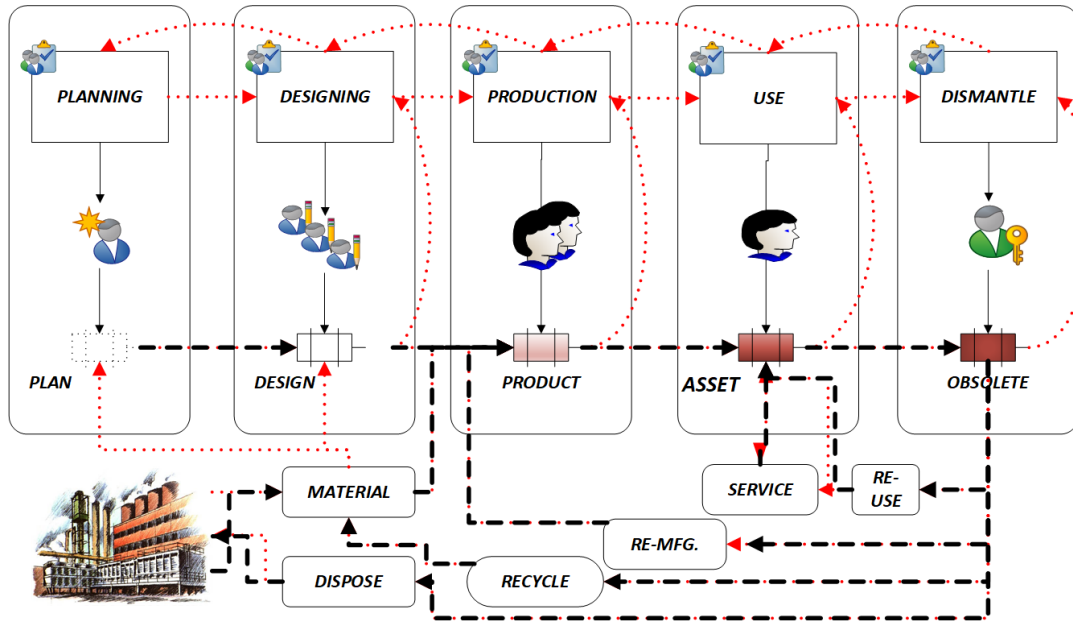 PLANNING
DESIGNING
PRODUCTION
USE
DISMANTLE
PLAN
DESIGN
PRODUCT
ASSET
OBSOLETE
MATERIAL
SERVICE
RE-
USE
RE-MFG.
DISPOSE
RECYCLE